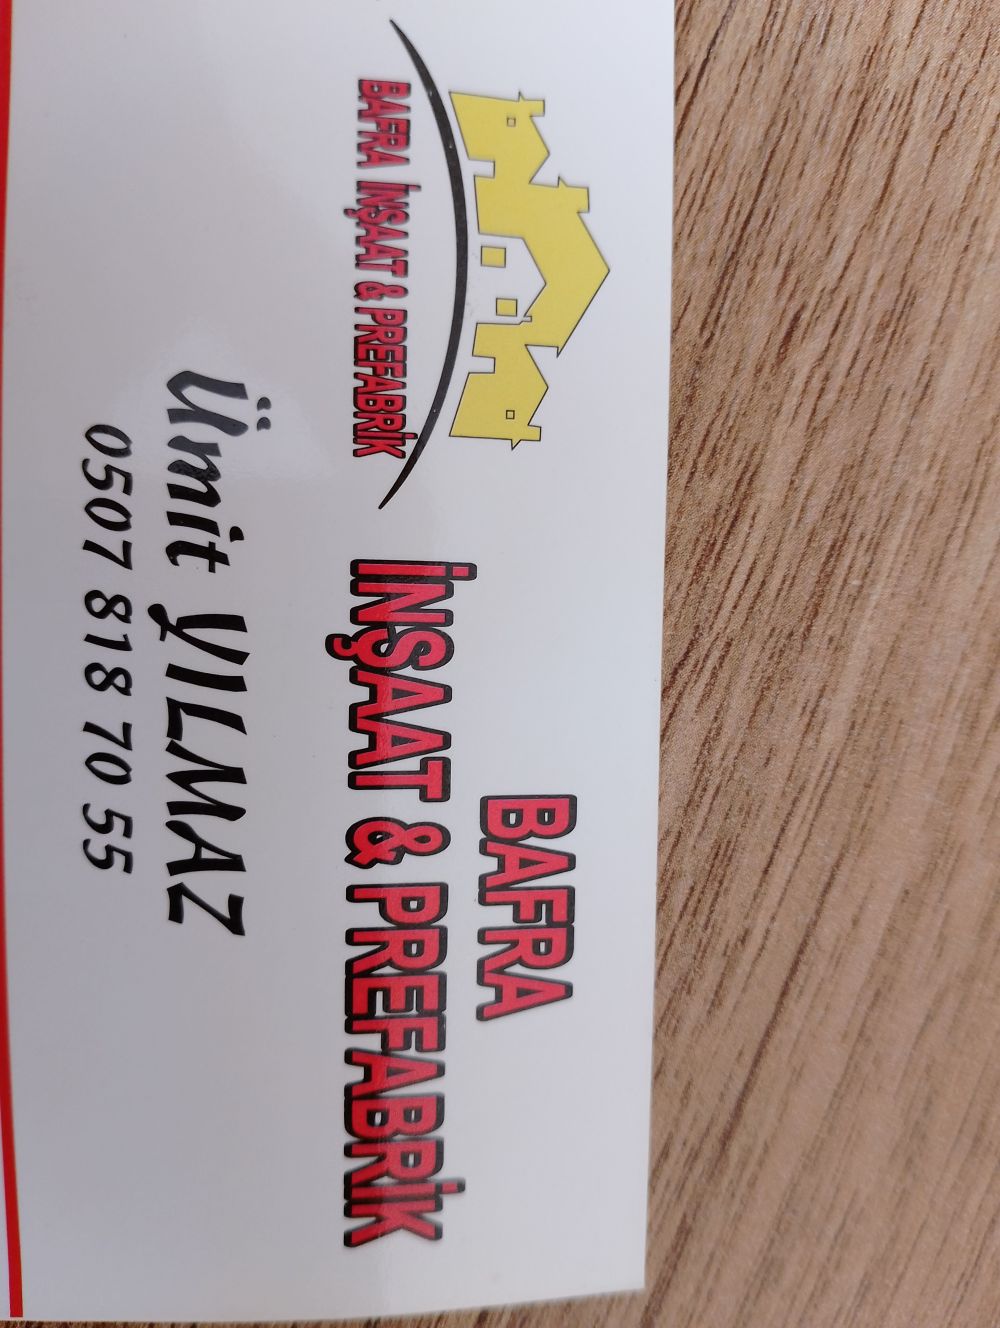 BAFRA İNŞAAT & PREFABRİK
BAFRA
İNŞAAT & PREFABRİK
Ümit YILMAZ
0507 818 70 55